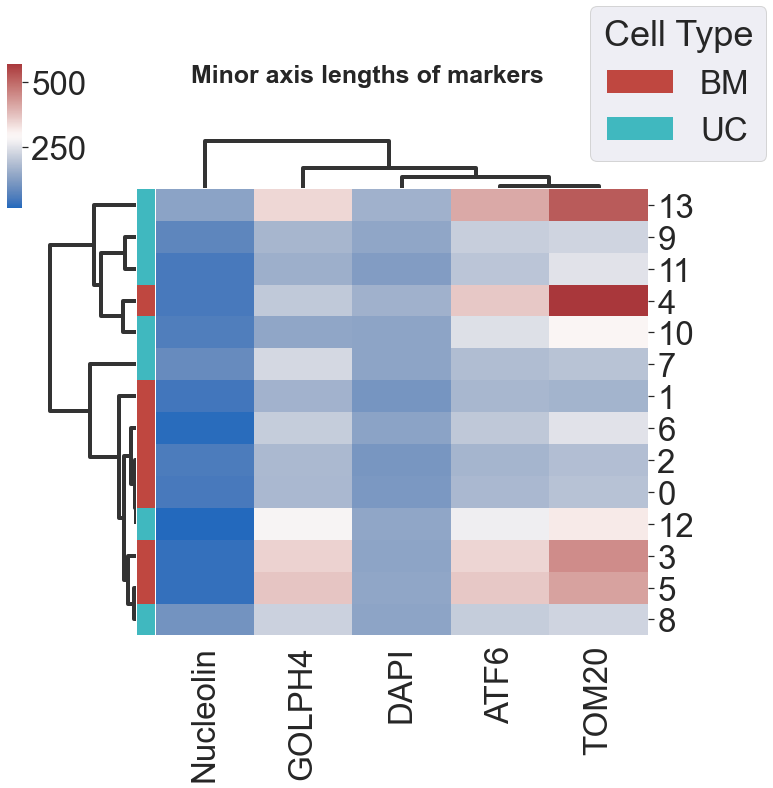 Cell Type
BM
UC
Minor axis lengths of markers
500
250
13
9
11
4
10
7
1
6
2
0
12
3
5
8
Nucleolin
GOLPH4
DAPI
ATF6
TOM20